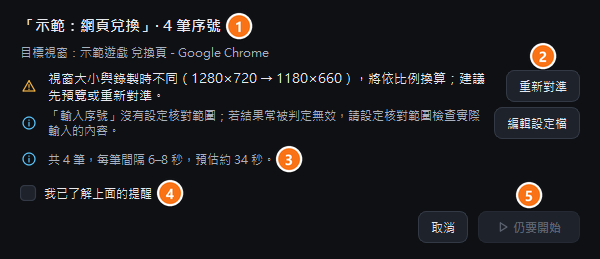 「示範：網頁兌換」· 4 筆序號 1
目標視窗：示範遊戲 兌換頁 - Google Chrome
2
視窗大小與錄製時不同（1280×720 → 1180×660），將依比例換算；建議
先預覽或重新對準。
重新對準
「輸入序號」沒有設定核對範圍；若結果常被判定無效，請設定核對範圍檢查實際
輸入的內容。
編輯設定檔
共 4 筆，每筆間隔 6–8 秒，預估約 34 秒。 3
我已了解上面的提醒 4
5
取消
仍要開始